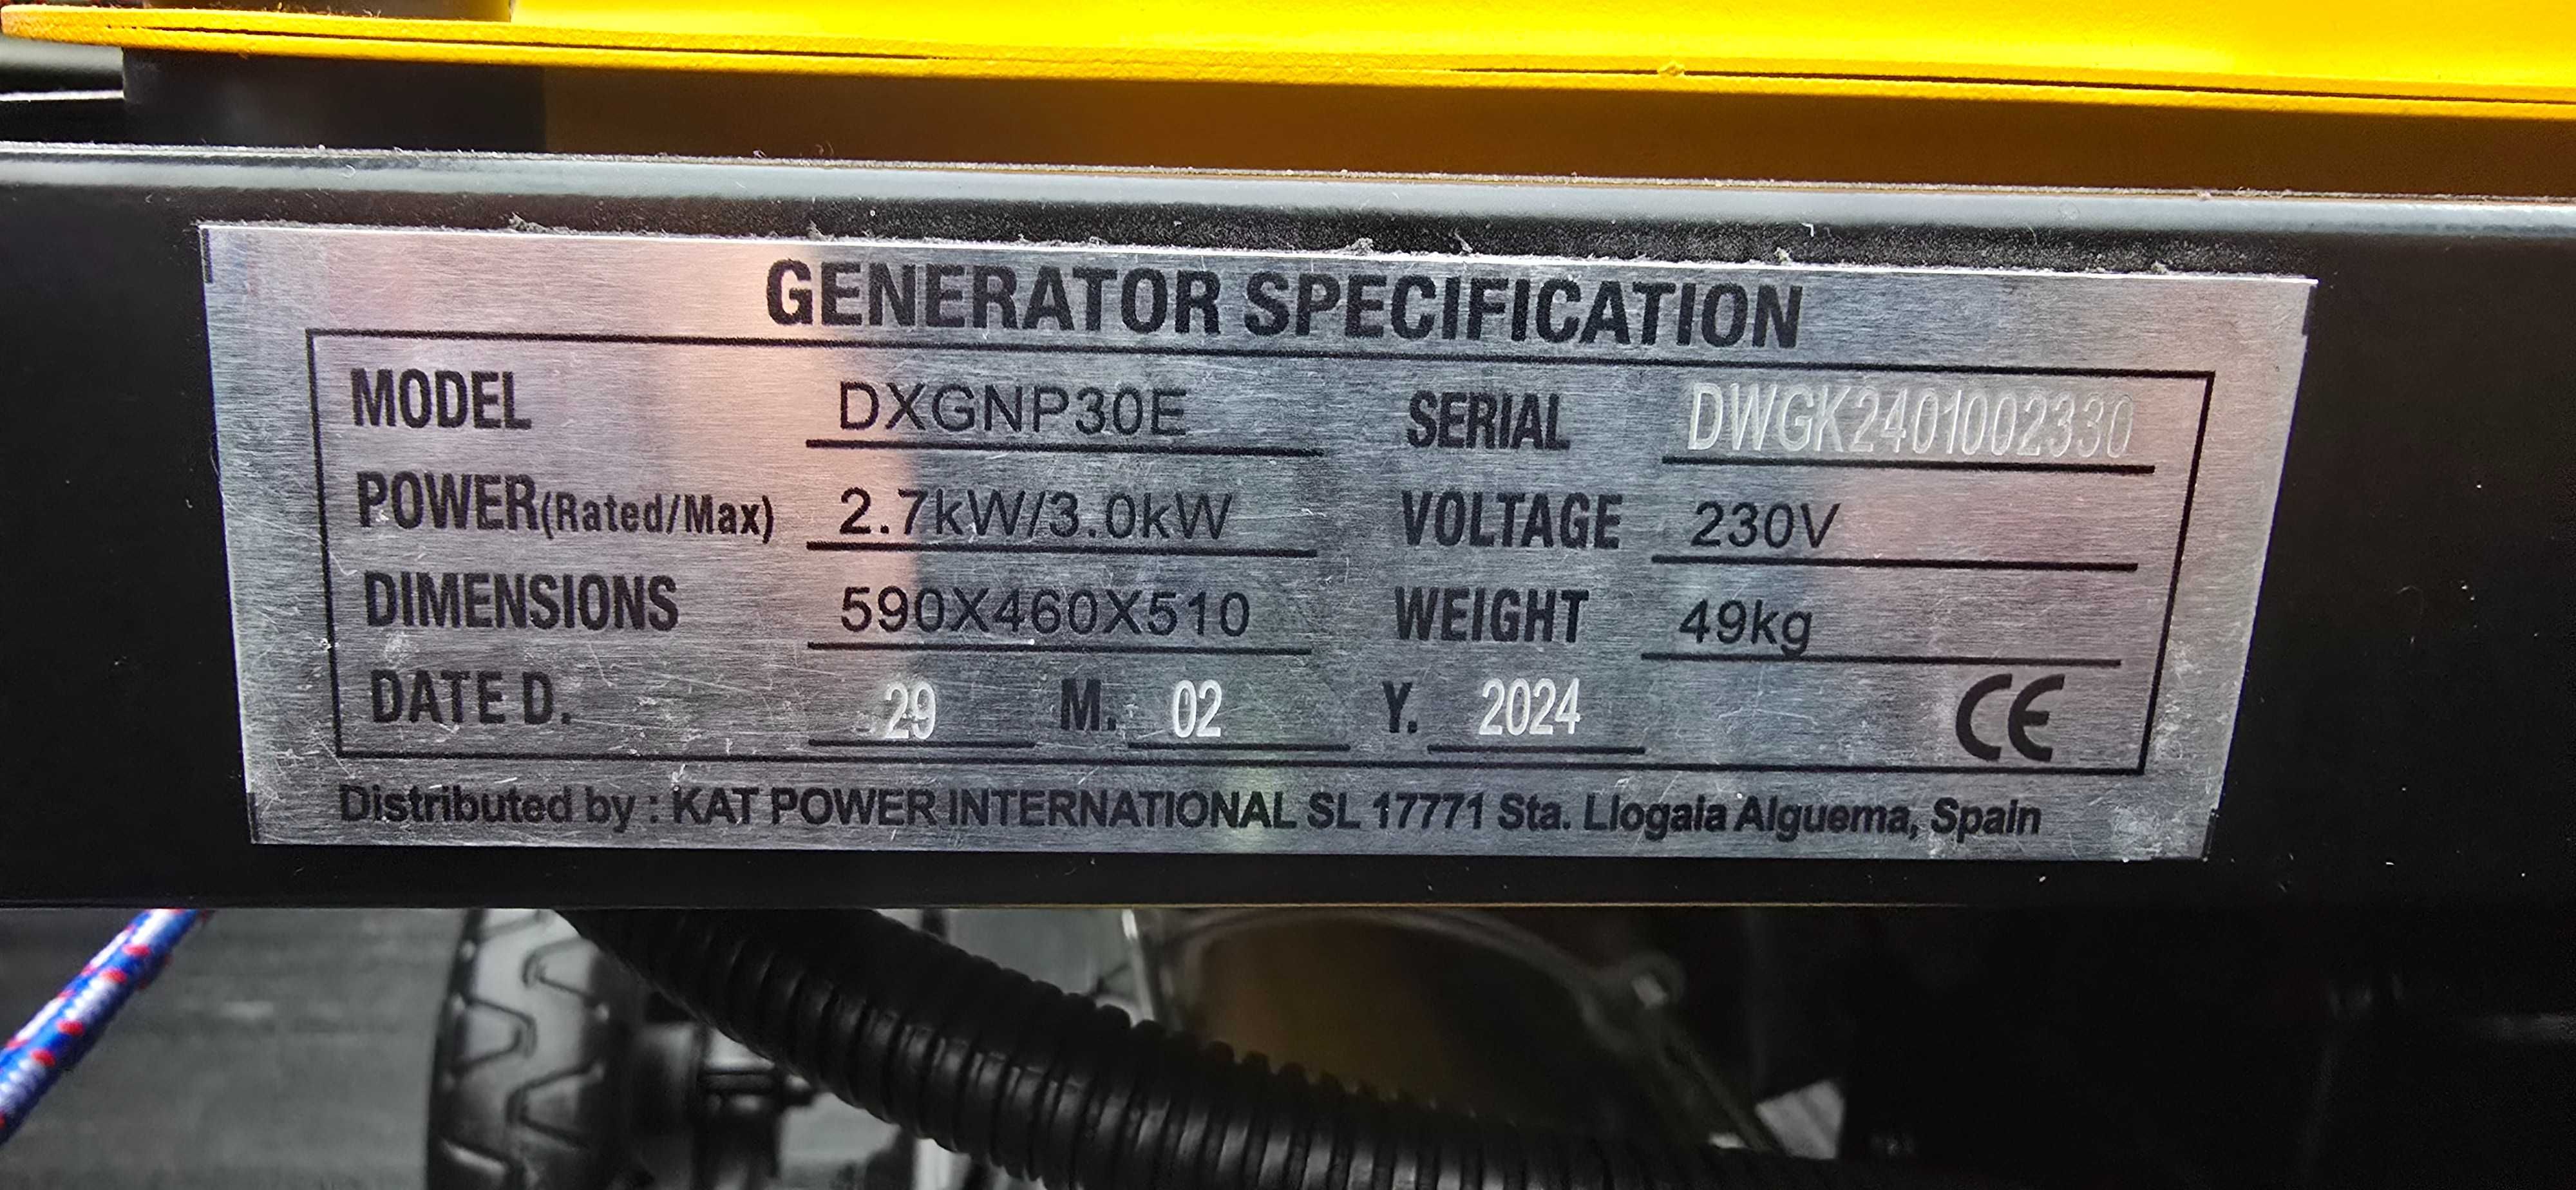 GENERATOR SPECIFICATION
MODEL DXGNP30E SERIAL DWGK2401002330
POWER(Rated/Max) 2.7kW/3.0kW VOLTAGE 230V
DIMENSIONS 590X460X510 WEIGHT 49kg
DATE D. 29 M. 02 Y. 2024 CE
Distributed by : KAT POWER INTERNATIONAL SL 17771 Sta. Llogaia Alguema, Spain